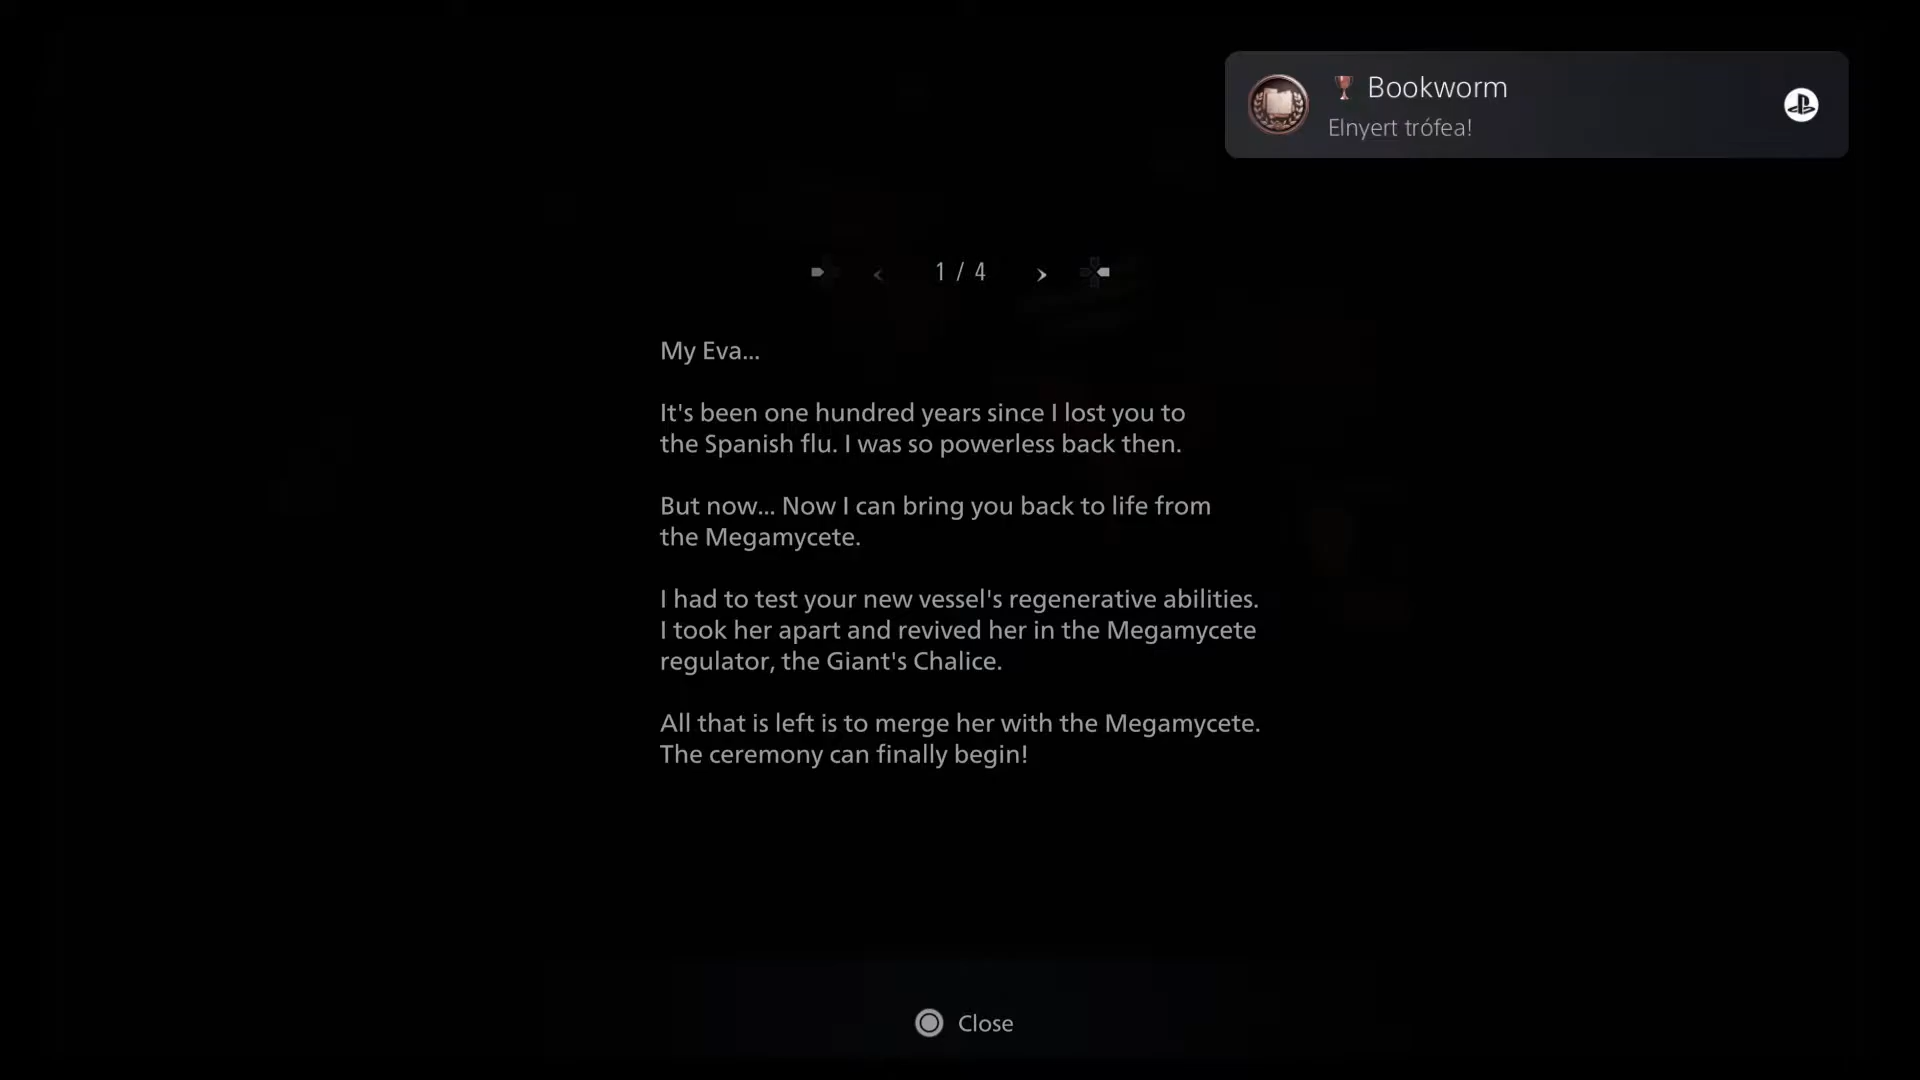 Bookworm
Elnyert trófea!
1 / 4
My Eva...
It's been one hundred years since I lost you to
the Spanish flu. I was so powerless back then.
But now... Now I can bring you back to life from
the Megamycete.
I had to test your new vessel's regenerative abilities.
I took her apart and revived her in the Megamycete
regulator, the Giant's Chalice.
All that is left is to merge her with the Megamycete.
The ceremony can finally begin!
Close